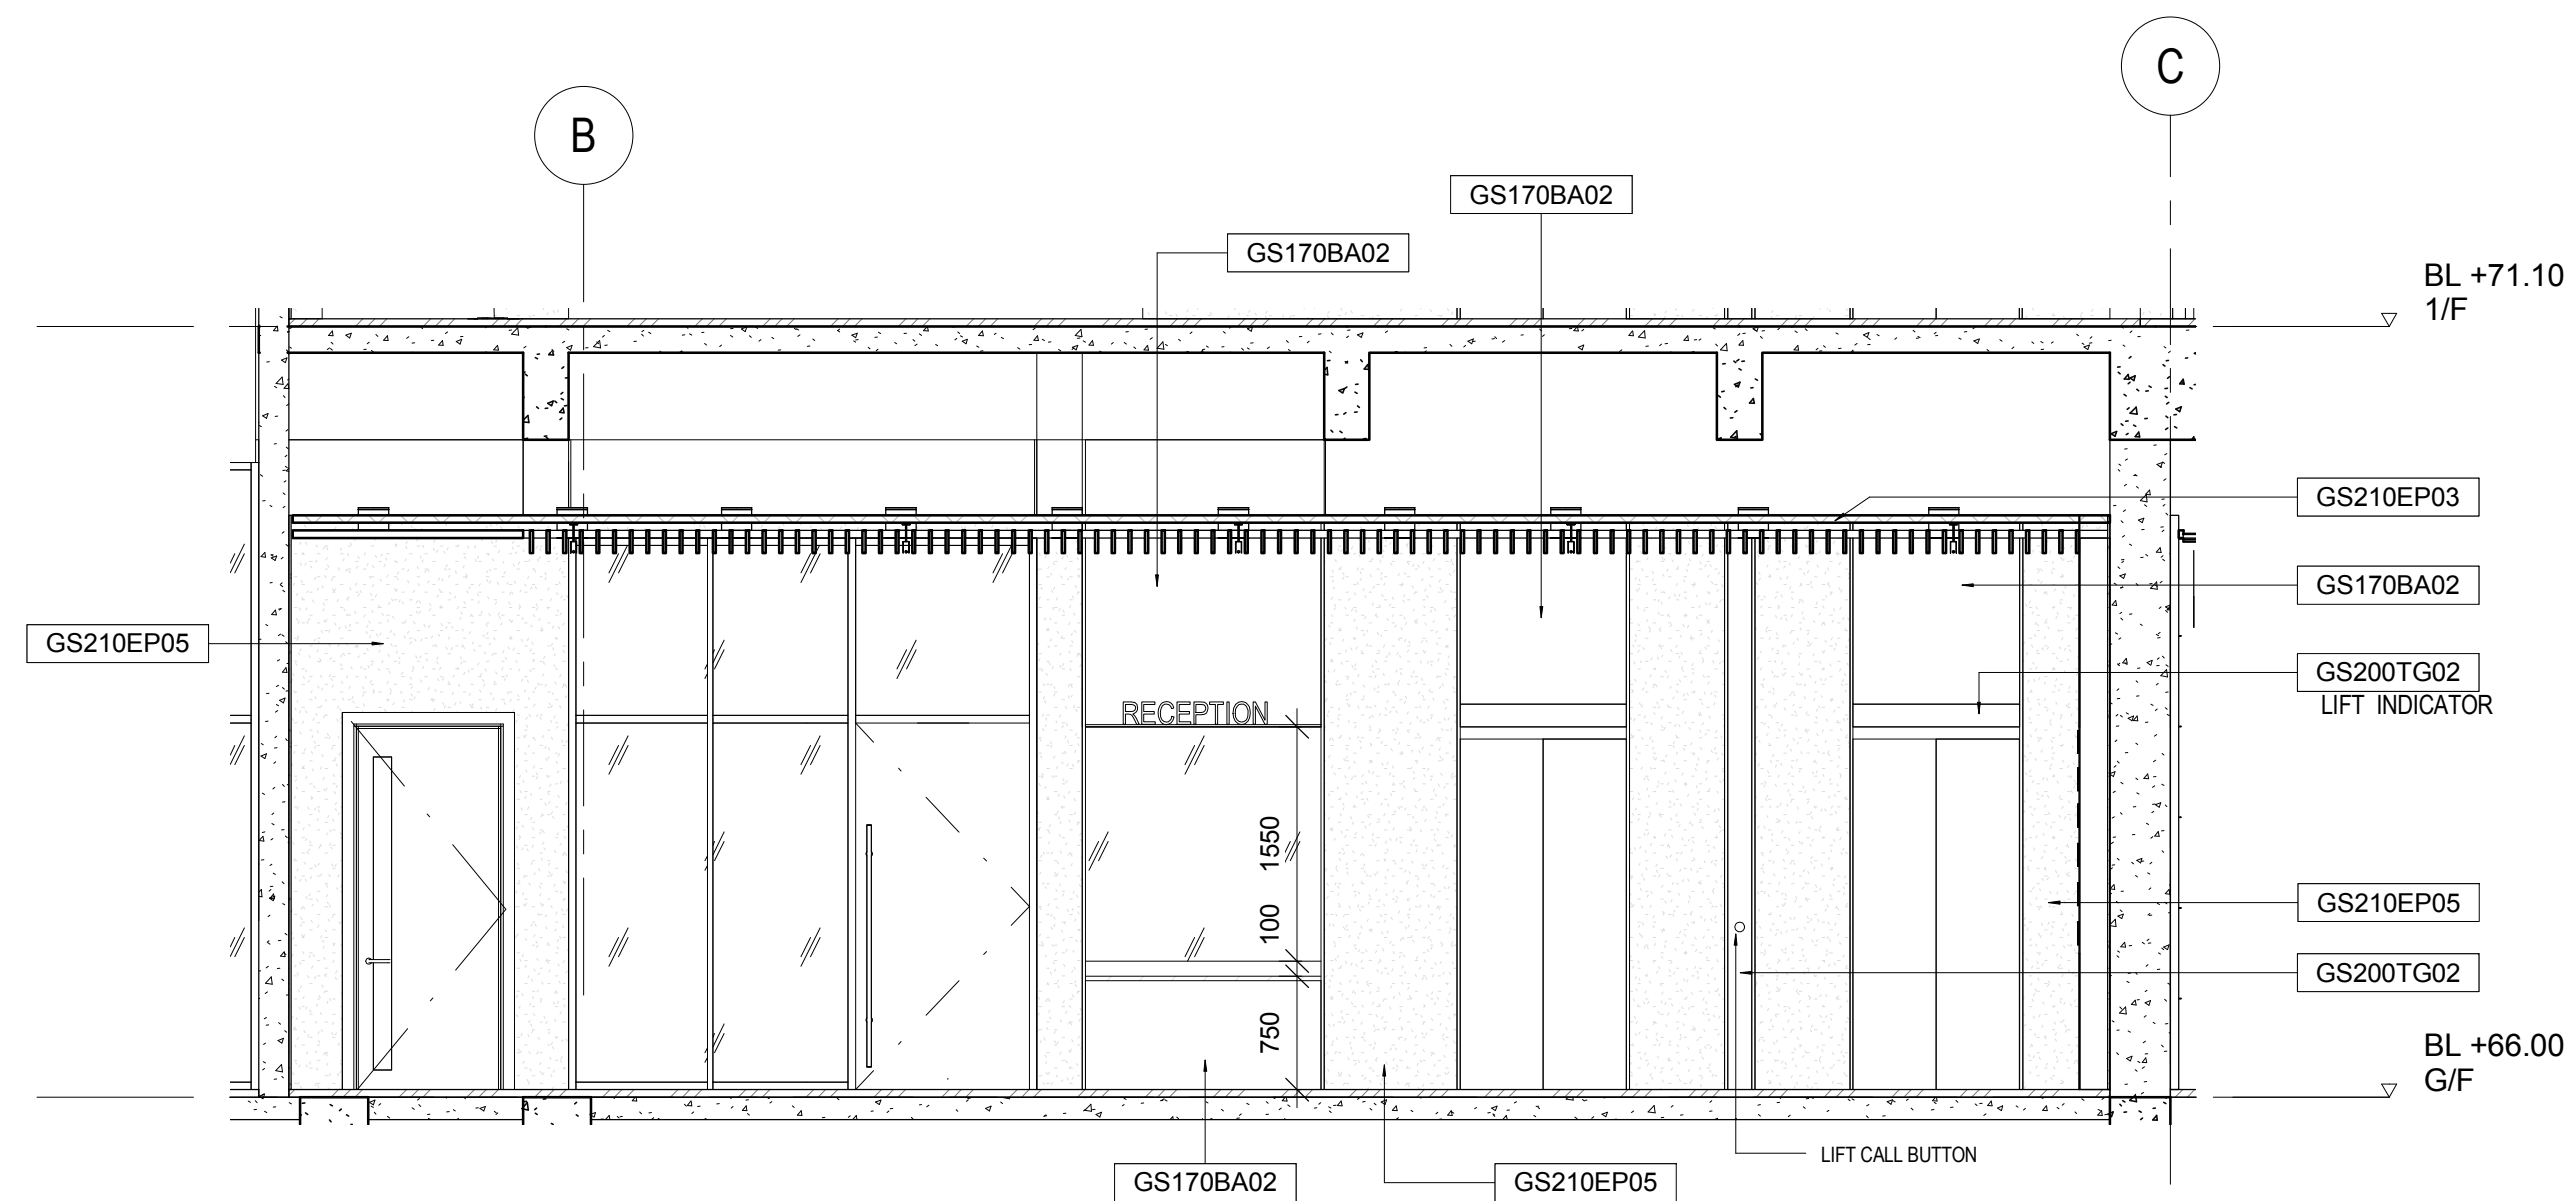 C
B
GS170BA02
GS170BA02
BL +71.10
1/F
GS210EP03
GS170BA02
GS210EP05
GS200TG02
LIFT INDICATOR
RECEPTION
1550
100
750
GS210EP05
GS200TG02
BL +66.00
G/F
LIFT CALL BUTTON
GS170BA02
GS210EP05